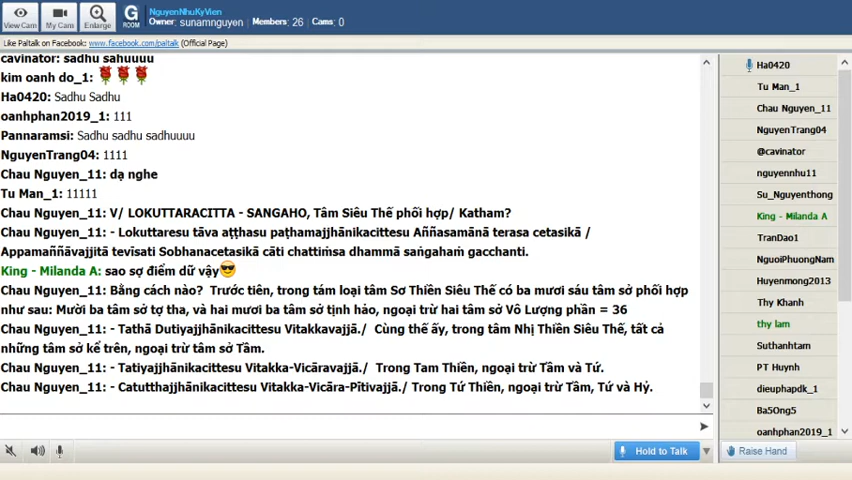 NguyenNhuKyVien
Owner: sunamnguyen Members: 26 Cams: 0
View Cam My Cam Enlarge G ROOM
Like Paltalk on Facebook: www.facebook.com/paltalk (Official Page)
cavinator: sadhu sahuuuu
kim oanh do_1:
Ha0420: Sadhu Sadhu
oanhphan2019_1: 111
Pannaramsi: Sadhu sadhu sadhuuuu
NguyenTrang04: 1111
Chau Nguyen_11: dạ nghe
Tu Man_1: 11111
Chau Nguyen_11: V/ LOKUTTARACITTA - SANGAHO, Tâm Siêu Thế phối hợp/ Katham?
Chau Nguyen_11: - Lokuttaresu tāva aṭṭhasu paṭhamajjhānikacittesu Aññasamānā terasa cetasikā /
Appamaññāvajjitā tevīsati Sobhanacetasikā cāti chattiṁsa dhammā saṅgahaṁ gacchanti.
King - Milanda A: sao sợ điểm dữ vậy
Chau Nguyen_11: Bằng cách nào? Trước tiên, trong tám loại tâm Sơ Thiền Siêu Thế có ba mươi sáu tâm sở phối hợp
như sau: Mười ba tâm sở tợ tha, và hai mươi ba tâm sở tịnh hảo, ngoại trừ hai tâm sở Vô Lượng phần = 36
Chau Nguyen_11: - Tathā Dutiyajjhānikacittesu Vitakkavajjā./ Cùng thế ấy, trong tâm Nhị Thiền Siêu Thế, tất cả
những tâm sở kể trên, ngoại trừ tâm sở Tầm.
Chau Nguyen_11: - Tatiyajjhānikacittesu Vitakka-Vicāravajjā./ Trong Tam Thiền, ngoại trừ Tầm và Tứ.
Chau Nguyen_11: - Catutthajjhānikacittesu Vitakka-Vicāra-Pītivajjā./ Trong Tứ Thiền, ngoại trừ Tầm, Tứ và Hỷ.
Hold to Talk
Ha0420
Tu Man_1
Chau Nguyen_11
NguyenTrang04
@cavinator
nguyennhu11
Su_Nguyenthong
King - Milanda A
TranDao1
NguoiPhuongNam
Huyenmong2013
Thy Khanh
thy lam
Suthanhtam
PT Huynh
dieuphapdk_1
Ba5Ong5
oanhphan2019_1
Raise Hand